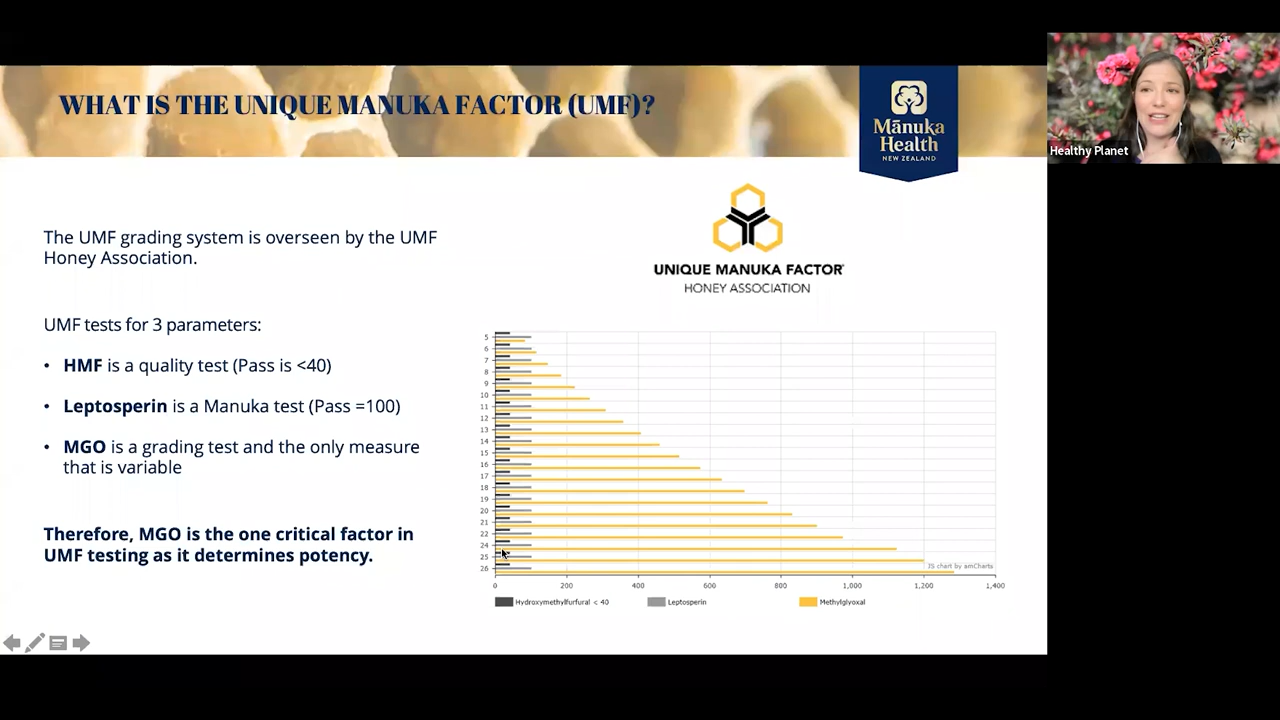 WHAT IS THE UNIQUE MANUKA FACTOR (UMF)?
Mānuka
Health
NEW ZEALAND
Healthy Planet
The UMF grading system is overseen by the UMF
Honey Association.
UMF tests for 3 parameters:
• HMF is a quality test (Pass is <40)
• Leptosperin is a Manuka test (Pass =100)
• MGO is a grading test and the only measure
that is variable
Therefore, MGO is the one critical factor in
UMF testing as it determines potency.
UNIQUE MANUKA FACTOR
HONEY ASSOCIATION
5
6
7
8
9
10
11
12
13
14
15
16
17
18
19
20
21
22
24
25
26
JS chart by amCharts
0 200 400 600 800 1,000 1,200 1,400
Hydroxymethylfurfural < 40 Leptosperin Methylglyoxal